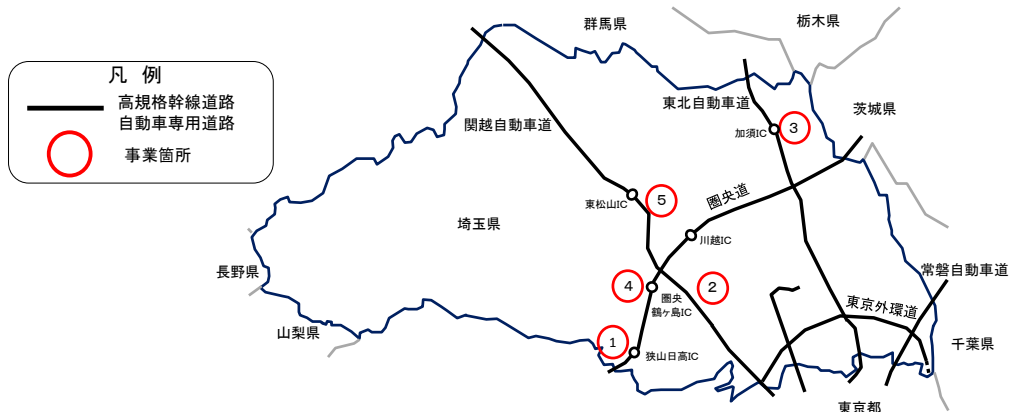 凡 例
高規格幹線道路
自動車専用道路
事業箇所
群馬県
栃木県
茨城県
東北自動車道
加須IC
3
関越自動車道
圏央道
東松山IC
5
川越IC
埼玉県
長野県
山梨県
4
圏央
鶴ヶ島IC
2
常磐自動車道
東京外環道
千葉県
1
狭山日高IC
東京都